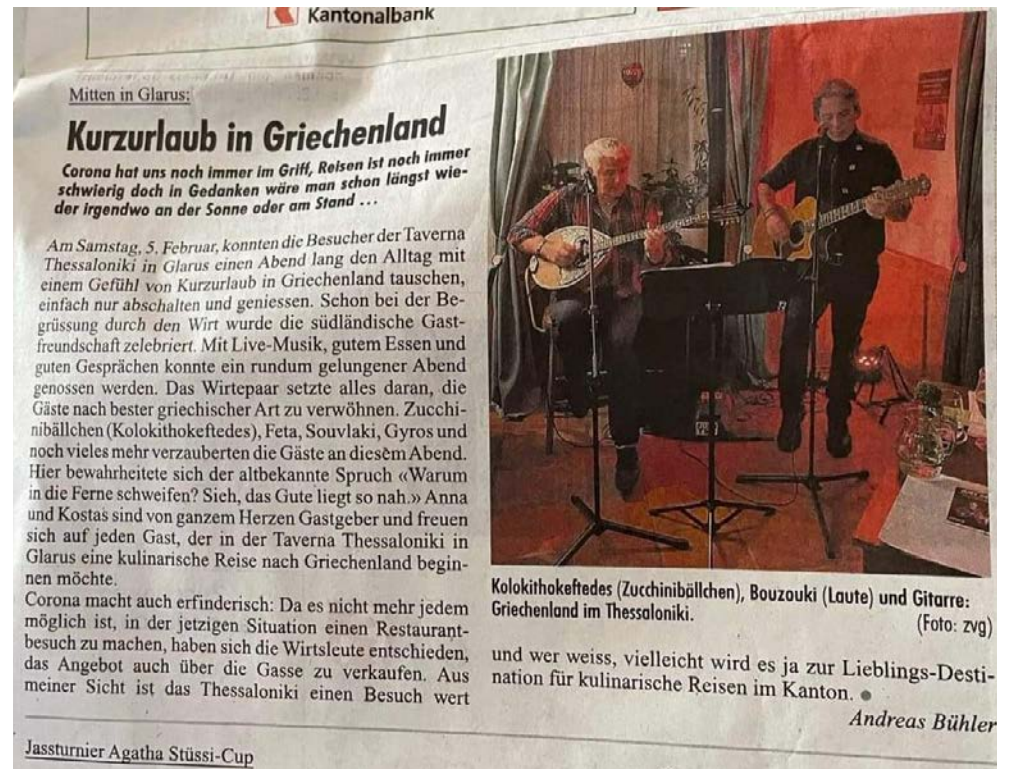 Kantonalbank
Mitten in Glarus:
Kurzurlaub in Griechenland
Corona hat uns noch immer im Griff, Reisen ist noch immer
schwierig doch in Gedanken wäre man schon längst wie-
der irgendwo an der Sonne oder am Stand ...
Am Samstag, 5. Februar, konnten die Besucher der Taverna
Thessaloniki in Glarus einen Abend lang den Alltag mit
einem Gefühl von Kurzurlaub in Griechenland tauschen,
einfach nur abschalten und geniessen. Schon bei der Be-
grüssung durch den Wirt wurde die südländische Gast-
freundschaft zelebriert. Mit Live-Musik, gutem Essen und
guten Gesprächen konnte ein rundum gelungener Abend
genossen werden. Das Wirtepaar setzte alles daran, die
Gäste nach bester griechischer Art zu verwöhnen. Zucchi-
nibällchen (Kolokithokeftedes), Feta, Souvlaki, Gyros und
noch vieles mehr verzauberten die Gäste an diesem Abend.
Hier bewahrheitete sich der altbekannte Spruch «Warum
in die Ferne schweifen? Sieh, das Gute liegt so nah.» Anna
und Kostas sind von ganzem Herzen Gastgeber und freuen
sich auf jeden Gast, der in der Taverna Thessaloniki in
Glarus eine kulinarische Reise nach Griechenland begin-
nen möchte.
Corona macht auch erfinderisch: Da es nicht mehr jedem
möglich ist, in der jetzigen Situation einen Restaurant-
besuch zu machen, haben sich die Wirtsleute entschieden,
das Angebot auch über die Gasse zu verkaufen. Aus
meiner Sicht ist das Thessaloniki einen Besuch wert
Kolokithokeftedes (Zucchinibällchen), Bouzouki (Laute) und Gitarre:
Griechenland im Thessaloniki.
(Foto: zvg)
und wer weiss, vielleicht wird es ja zur Lieblings-Desti-
nation für kulinarische Reisen im Kanton. ●
Andreas Bühler
Jassturnier Agatha Stüssi-Cup